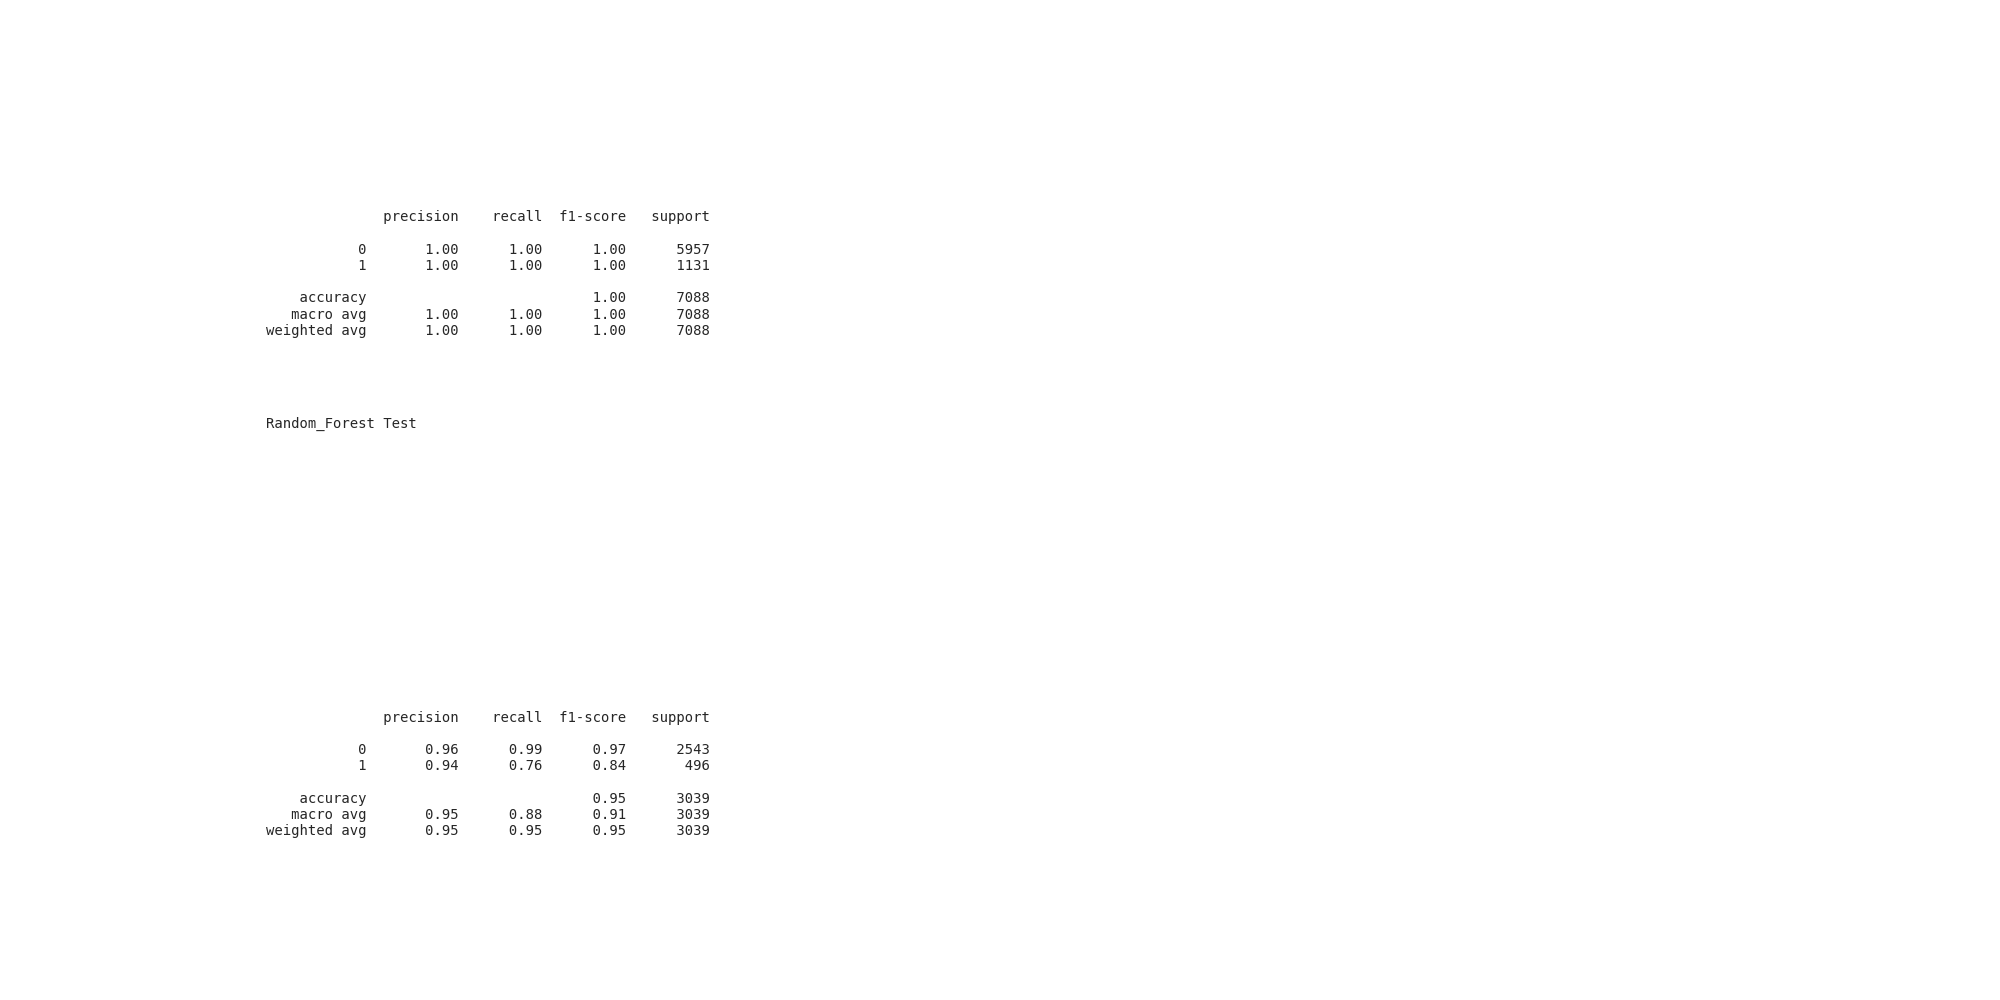 precision recall f1-score support
0 1.00 1.00 1.00 5957
1 1.00 1.00 1.00 1131
accuracy 1.00 7088
macro avg 1.00 1.00 1.00 7088
weighted avg 1.00 1.00 1.00 7088
Random_Forest Test
precision recall f1-score support
0 0.96 0.99 0.97 2543
1 0.94 0.76 0.84 496
accuracy 0.95 3039
macro avg 0.95 0.88 0.91 3039
weighted avg 0.95 0.95 0.95 3039